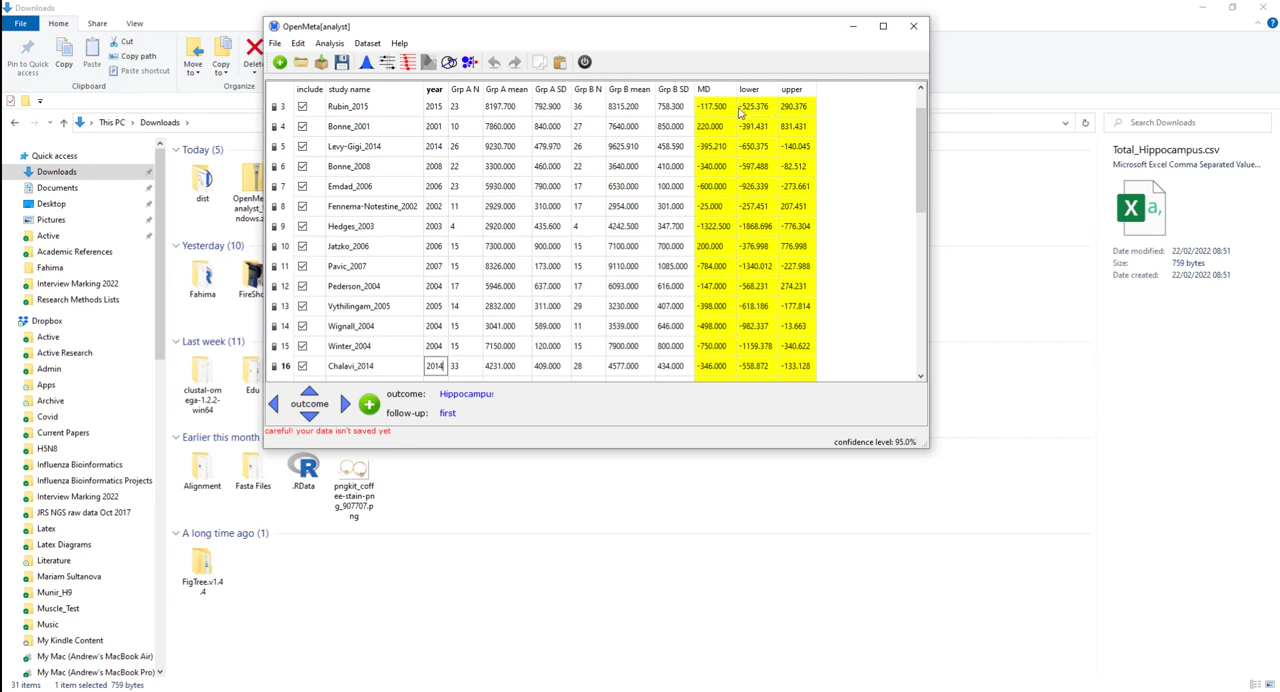 Downloads
File
Home
Share
View
Pin to Quick access
Copy
Paste
Cut
Copy path
Paste shortcut
Move to
Copy to
Delete
Clipboard
Organize
This PC > Downloads
Search Downloads
Quick access
Downloads
Documents
Desktop
Pictures
Active
Academic References
Fahima
Interview Marking 2022
Research Methods Lists
Dropbox
Active
Active Research
Admin
Apps
Archive
Covid
Current Papers
H5N8
Influenza Bioinformatics
Influenza Bioinformatics Projects
Interview Marking 2022
JRS NGS raw data Oct 2017
Latex
Latex Diagrams
Literature
Mariam Sultanova
Munir_H9
Muscle_Test
Music
My Kindle Content
My Mac (Andrew's MacBook Air)
My Mac (Andrew's MacBook Pro)
31 items 1 item selected 759 bytes
Today (5)
dist
OpenMeta[
analyst_
ndows.z
Yesterday (10)
Fahima
FireSho
Last week (11)
clustal-om
ega-1.2.2-
win64
Edu
Earlier this month
Alignment
Fasta Files
.RData
pngkit_coff
ee-stain-pn
g_907707.p
ng
A long time ago (1)
FigTree.v1.4
.4
OpenMeta[analyst]
File Edit Analysis Dataset Help
include study name year Grp A N Grp A mean Grp A SD Grp B N Grp B mean Grp B SD MD lower upper
3 Rubin_2015 2015 23 8197.700 792.900 36 8315.200 758.300 -117.500 -525.376 290.376
4 Bonne_2001 2001 10 7860.000 840.000 27 7640.000 850.000 220.000 -391.431 831.431
5 Levy-Gigi_2014 2014 26 9230.700 479.970 26 9625.910 458.590 -395.210 -650.375 -140.045
6 Bonne_2008 2008 22 3300.000 460.000 22 3640.000 410.000 -340.000 -597.488 -82.512
7 Emdad_2006 2006 23 5930.000 790.000 17 6530.000 100.000 -600.000 -926.339 -273.661
8 Fennema-Notestine_2002 2002 11 2929.000 310.000 17 2954.000 301.000 -25.000 -257.451 207.451
9 Hedges_2003 2003 4 2920.000 435.600 4 4242.500 347.700 -1322.500 -1868.696 -776.304
10 Jatzko_2006 2006 15 7300.000 900.000 15 7100.000 700.000 200.000 -376.998 776.998
11 Pavic_2007 2007 15 8326.000 173.000 15 9110.000 1085.000 -784.000 -1340.012 -227.988
12 Pederson_2004 2004 17 5946.000 637.000 17 6093.000 616.000 -147.000 -568.231 274.231
13 Vythilingam_2005 2005 14 2832.000 311.000 29 3230.000 407.000 -398.000 -618.186 -177.814
14 Wignall_2004 2004 15 3041.000 589.000 11 3539.000 646.000 -498.000 -982.337 -13.663
15 Winter_2004 2004 15 7150.000 120.000 15 7900.000 800.000 -750.000 -1159.378 -340.622
16 Chalavi_2014 2014 33 4231.000 409.000 28 4577.000 434.000 -346.000 -558.872 -133.128
outcome
outcome: Hippocampus
follow-up: first
careful! your data isn't saved yet
confidence level: 95.0%
Total_Hippocampus.csv
Microsoft Excel Comma Separated Value...
Date modified: 22/02/2022 08:51
Size: 759 bytes
Date created: 22/02/2022 08:51